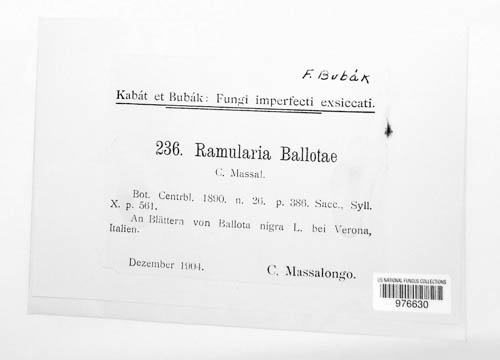 F. Bubák
Kabát et Bubák: Fungi imperfecti exsiccati.
236. Ramularia Ballotae
C. Massal.
Bot. Centrbl. 1890. n. 26. p. 386. Sacc., Syll.
X. p. 561.
An Blättern von Ballota nigra L. bei Verona,
Italien.
Dezember 1904.
C. Massalongo.
US NATIONAL FUNGUS COLLECTIONS
976630